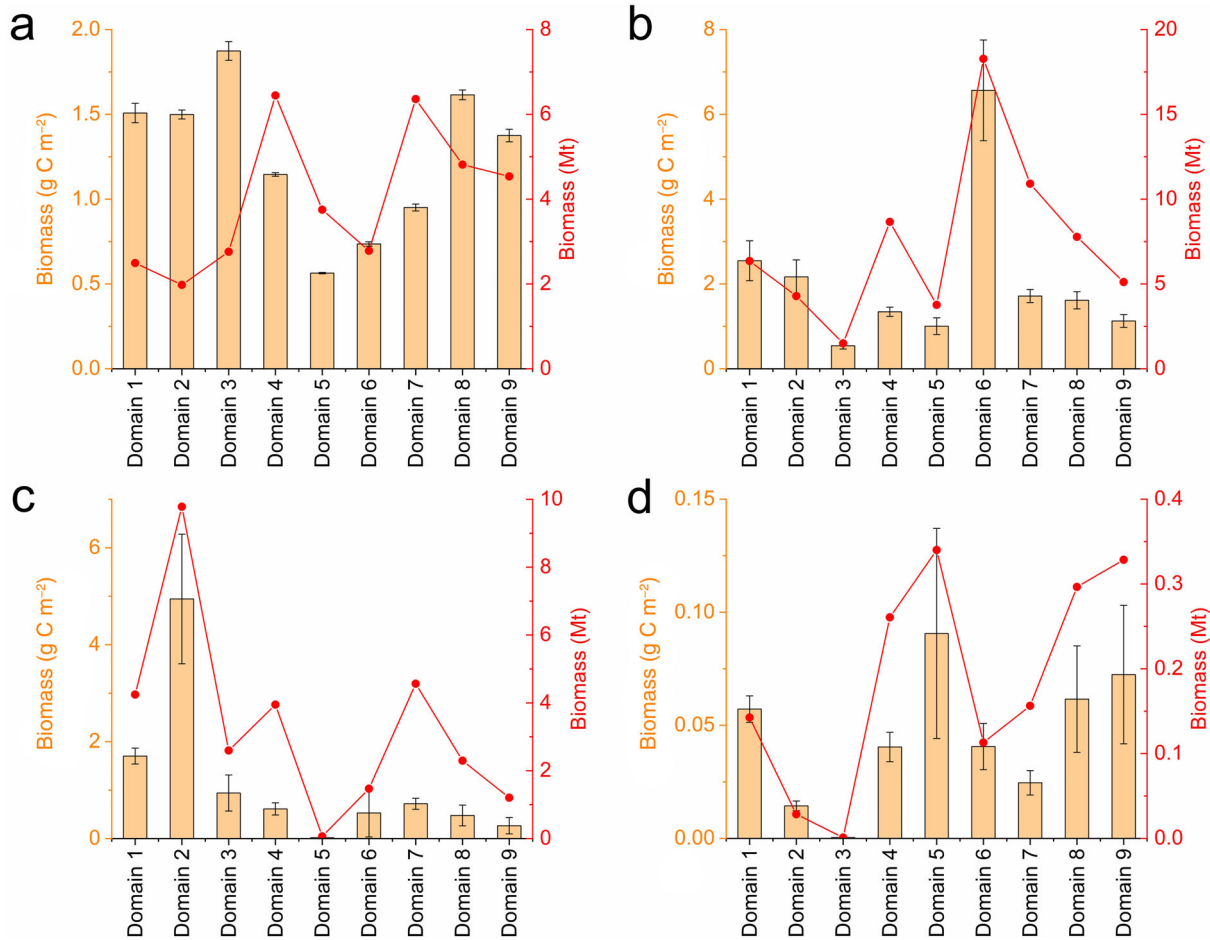 a
2.0
1.5
1.0
0.5
0.0
Biomass (g C m⁻²)
8
6
4
2
0
Biomass (Mt)
Domain 1
Domain 2
Domain 3
Domain 4
Domain 5
Domain 6
Domain 7
Domain 8
Domain 9
b
8
6
4
2
0
Biomass (g C m⁻²)
20
15
10
5
0
Biomass (Mt)
Domain 1
Domain 2
Domain 3
Domain 4
Domain 5
Domain 6
Domain 7
Domain 8
Domain 9
c
6
4
2
0
Biomass (g C m⁻²)
10
8
6
4
2
0
Biomass (Mt)
Domain 1
Domain 2
Domain 3
Domain 4
Domain 5
Domain 6
Domain 7
Domain 8
Domain 9
d
0.15
0.10
0.05
0.00
Biomass (g C m⁻²)
0.4
0.3
0.2
0.1
0.0
Biomass (Mt)
Domain 1
Domain 2
Domain 3
Domain 4
Domain 5
Domain 6
Domain 7
Domain 8
Domain 9